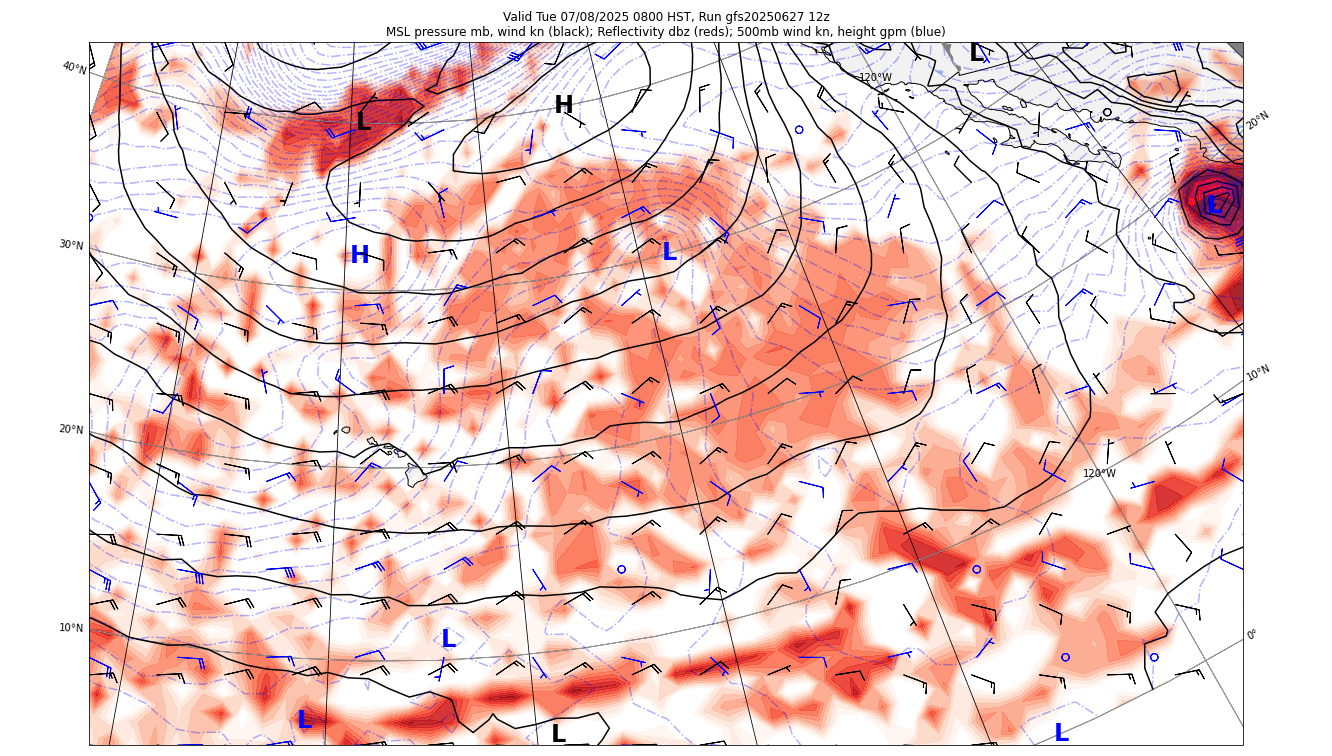 Valid Tue 07/08/2025 0800 HST, Run gfs20250627 12z
MSL pressure mb, wind kn (black); Reflectivity dbz (reds); 500mb wind kn, height gpm (blue)
L
40°N
120°W
H
L
20°N
L
30°N
H
L
10°N
20°N
120°W
10°N
L
0°
L
L
L